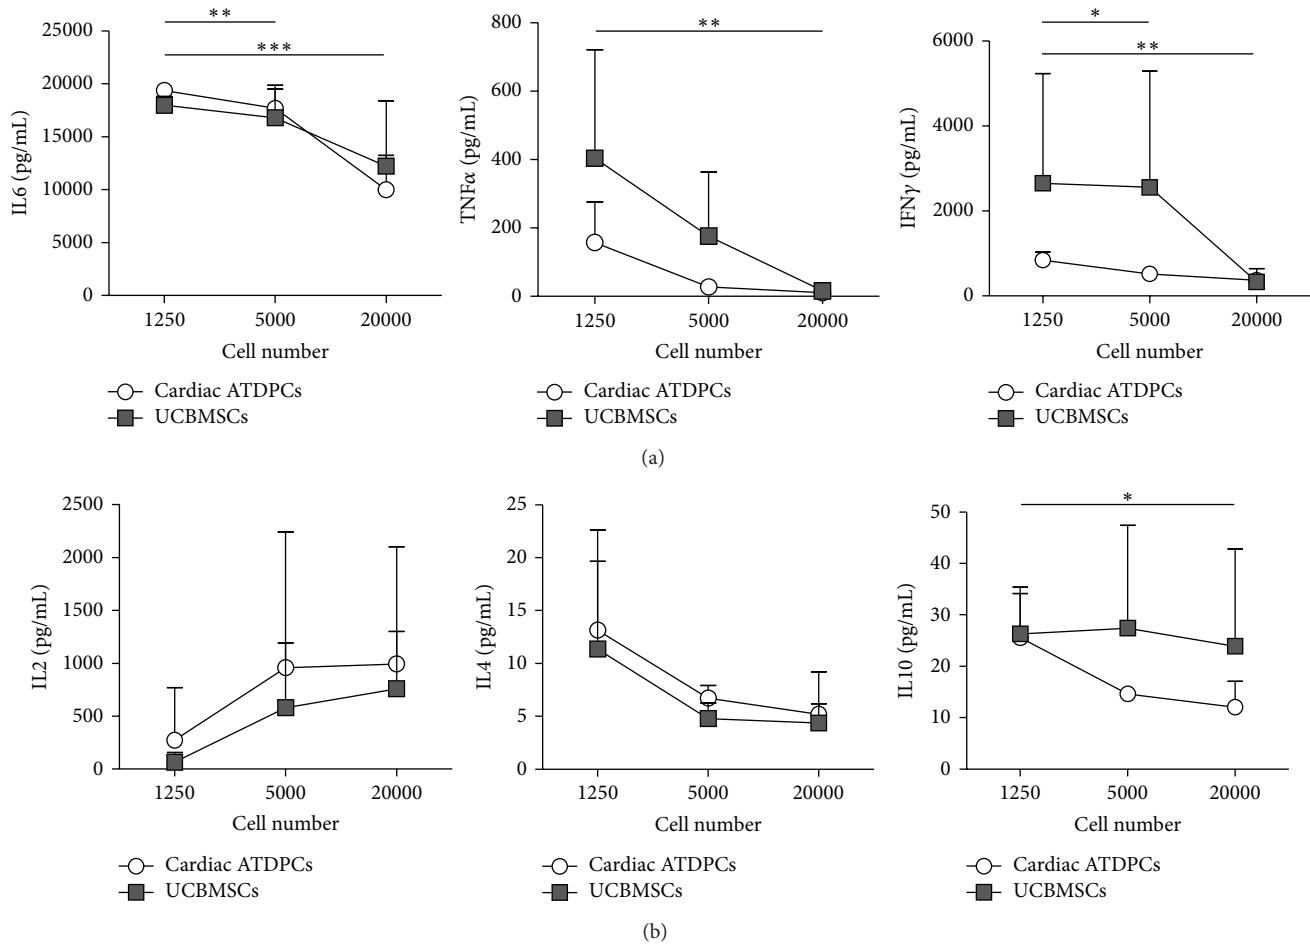 **
***
25000
20000
15000
10000
5000
0
IL6 (pg/mL)
1250 5000 20000
Cell number
Cardiac ATDPCs
UCBMSCs
**
800
600
400
200
0
TNFα (pg/mL)
1250 5000 20000
Cell number
Cardiac ATDPCs
UCBMSCs
*
**
6000
4000
2000
0
IFNγ (pg/mL)
1250 5000 20000
Cell number
Cardiac ATDPCs
UCBMSCs
(a)
2500
2000
1500
1000
500
0
IL2 (pg/mL)
1250 5000 20000
Cell number
Cardiac ATDPCs
UCBMSCs
25
20
15
10
5
0
IL4 (pg/mL)
1250 5000 20000
Cell number
Cardiac ATDPCs
UCBMSCs
*
50
40
30
20
10
0
IL10 (pg/mL)
1250 5000 20000
Cell number
Cardiac ATDPCs
UCBMSCs
(b)